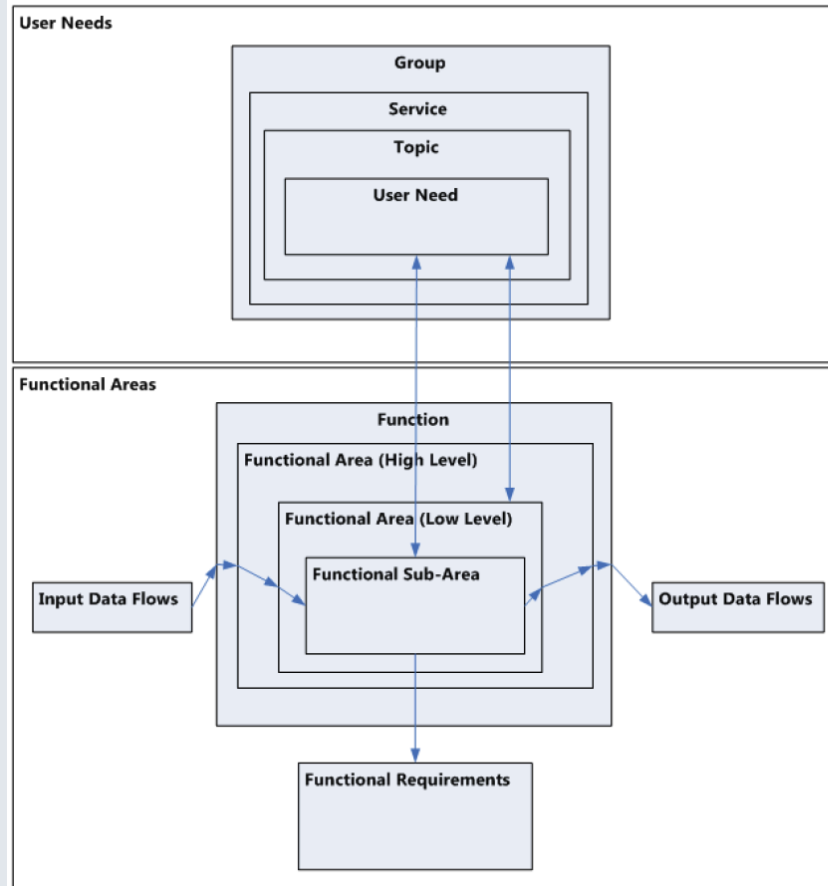 User Needs
Group
Service
Topic
User Need
Functional Areas
Function
Functional Area (High Level)
Functional Area (Low Level)
Functional Sub-Area
Input Data Flows
Output Data Flows
Functional Requirements